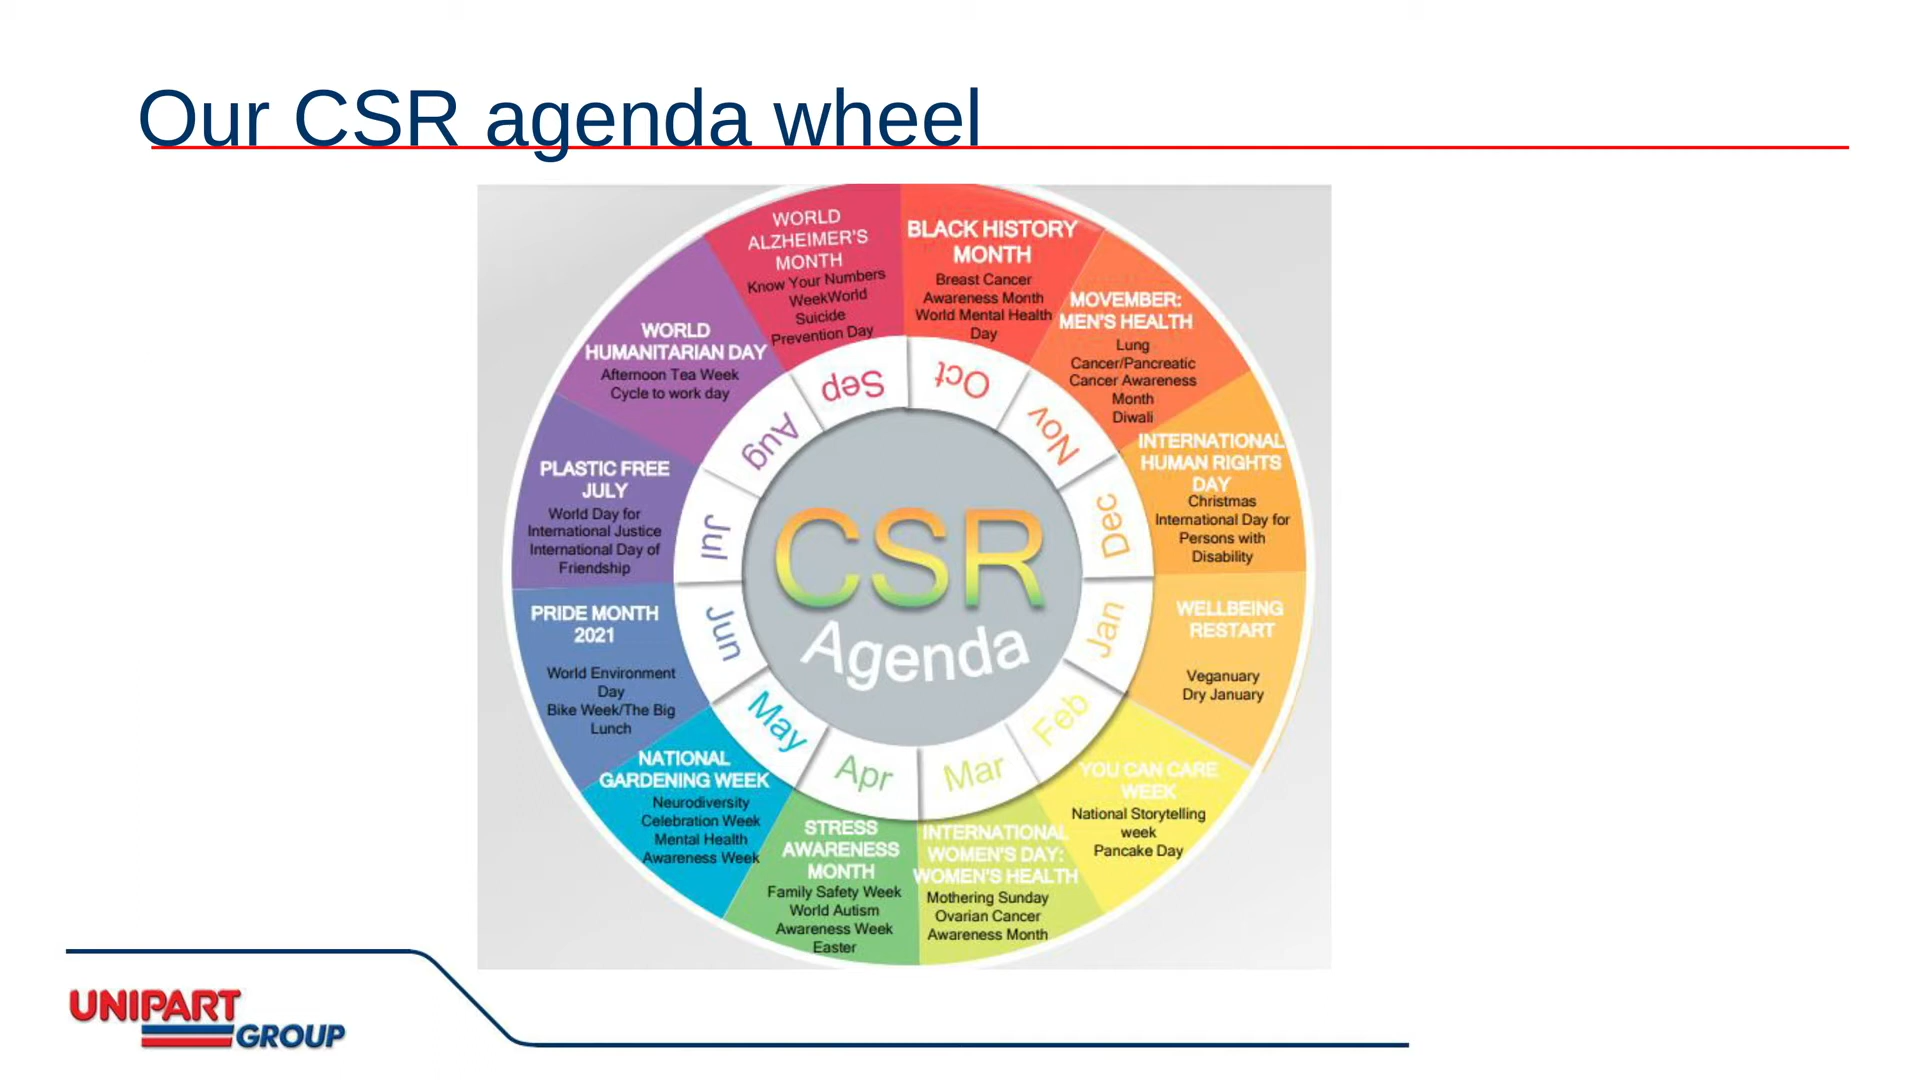 Our CSR agenda wheel
WORLD
ALZHEIMER'S
MONTH
Know Your Numbers
WeekWorld
Suicide
Prevention Day
Sep
BLACK HISTORY
MONTH
Breast Cancer
Awareness Month
World Mental Health
Day
Oct
MOVEMBER:
MEN'S HEALTH
Lung
Cancer/Pancreatic
Cancer Awareness
Month
Diwali
Nov
INTERNATIONAL
HUMAN RIGHTS
DAY
Christmas
International Day for
Persons with
Disability
Dec
WELLBEING
RESTART
Veganuary
Dry January
Jan
YOU CAN CARE
WEEK
National Storytelling
week
Pancake Day
Feb
INTERNATIONAL
WOMEN'S DAY:
WOMEN'S HEALTH
Mothering Sunday
Ovarian Cancer
Awareness Month
Mar
STRESS
AWARENESS
MONTH
Family Safety Week
World Autism
Awareness Week
Easter
Apr
NATIONAL
GARDENING WEEK
Neurodiversity
Celebration Week
Mental Health
Awareness Week
May
PRIDE MONTH
2021
World Environment
Day
Bike Week/The Big
Lunch
Jun
PLASTIC FREE
JULY
World Day for
International Justice
International Day of
Friendship
Jul
WORLD
HUMANITARIAN DAY
Afternoon Tea Week
Cycle to work day
Aug
CSR
Agenda
UNIPART
GROUP